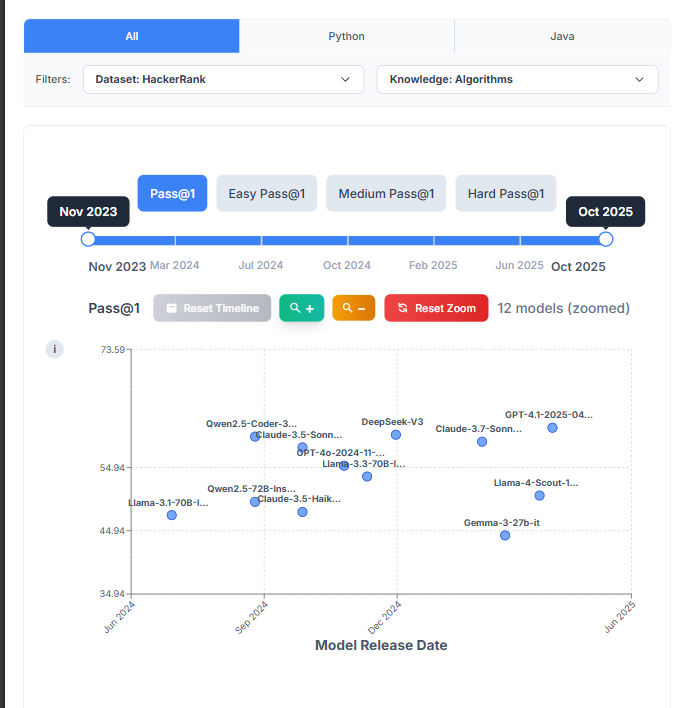 All Python Java
Filters: Dataset: HackerRank Knowledge: Algorithms
Pass@1 Easy Pass@1 Medium Pass@1 Hard Pass@1
Nov 2023 Oct 2025
Nov 2023 Mar 2024 Jul 2024 Oct 2024 Feb 2025 Jun 2025 Oct 2025
Pass@1 Reset Timeline + − Reset Zoom 12 models (zoomed)
i
73.59
GPT-4.1-2025-04...
Qwen2.5-Coder-3... DeepSeek-V3
Claude-3.5-Sonn... Claude-3.7-Sonn...
GPT-4o-2024-11-...
Llama-3.3-70B-I...
54.94
Llama-4-Scout-1...
Qwen2.5-72B-Ins...
Llama-3.1-70B-I... Claude-3.5-Haik...
Gemma-3-27b-it
44.94
34.94
Jun 2024 Sep 2024 Dec 2024 Jun 2025
Model Release Date